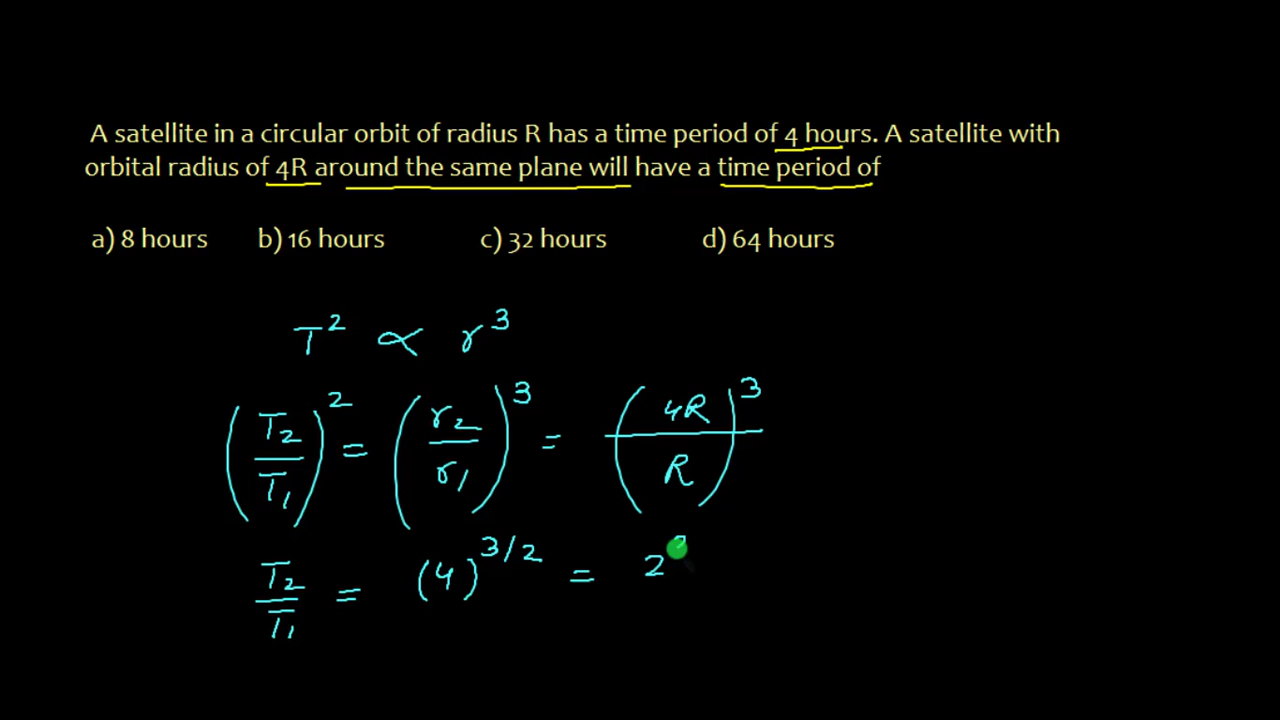 A satellite in a circular orbit of radius R has a time period of 4 hours. A satellite with
orbital radius of 4R around the same plane will have a time period of
a) 8 hours b) 16 hours c) 32 hours d) 64 hours
T² ∝ r³
(T₂/T₁)² = (r₂/r₁)³ = (4R/R)³
T₂/T₁ = (4)^3/2 = 2